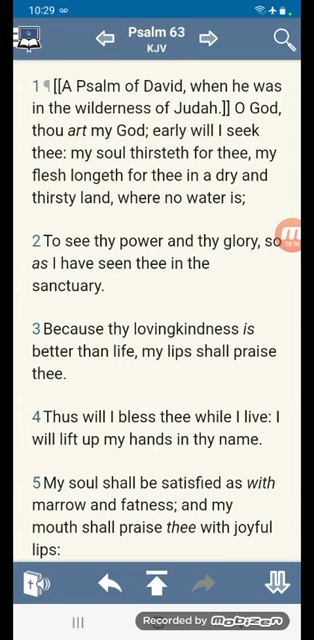 10:29
Psalm 63
KJV
1 ¶ [[A Psalm of David, when he was
in the wilderness of Judah.]] O God,
thou art my God; early will I seek
thee: my soul thirsteth for thee, my
flesh longeth for thee in a dry and
thirsty land, where no water is;
2 To see thy power and thy glory, so
as I have seen thee in the
sanctuary.
3 Because thy lovingkindness is
better than life, my lips shall praise
thee.
4 Thus will I bless thee while I live: I
will lift up my hands in thy name.
5 My soul shall be satisfied as with
marrow and fatness; and my
mouth shall praise thee with joyful
lips:
Recorded by mobizen